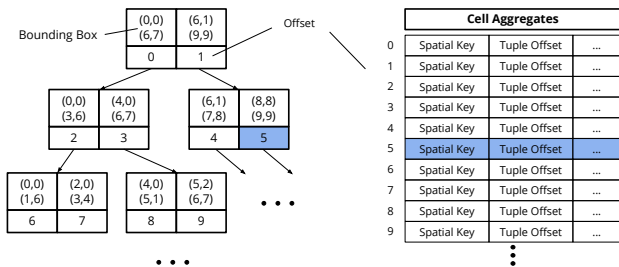 Bounding Box
Offset
(0,0) (6,1)
(6,7) (9,9)
0 1
(0,0) (4,0)
(3,6) (6,7)
2 3
(6,1) (8,8)
(7,8) (9,9)
4 5
(0,0) (2,0)
(1,6) (3,4)
6 7
(4,0) (5,2)
(5,1) (6,7)
8 9
• • •
• • •
Cell Aggregates
0 Spatial Key Tuple Offset ...
1 Spatial Key Tuple Offset ...
2 Spatial Key Tuple Offset ...
3 Spatial Key Tuple Offset ...
4 Spatial Key Tuple Offset ...
5 Spatial Key Tuple Offset ...
6 Spatial Key Tuple Offset ...
7 Spatial Key Tuple Offset ...
8 Spatial Key Tuple Offset ...
9 Spatial Key Tuple Offset ...